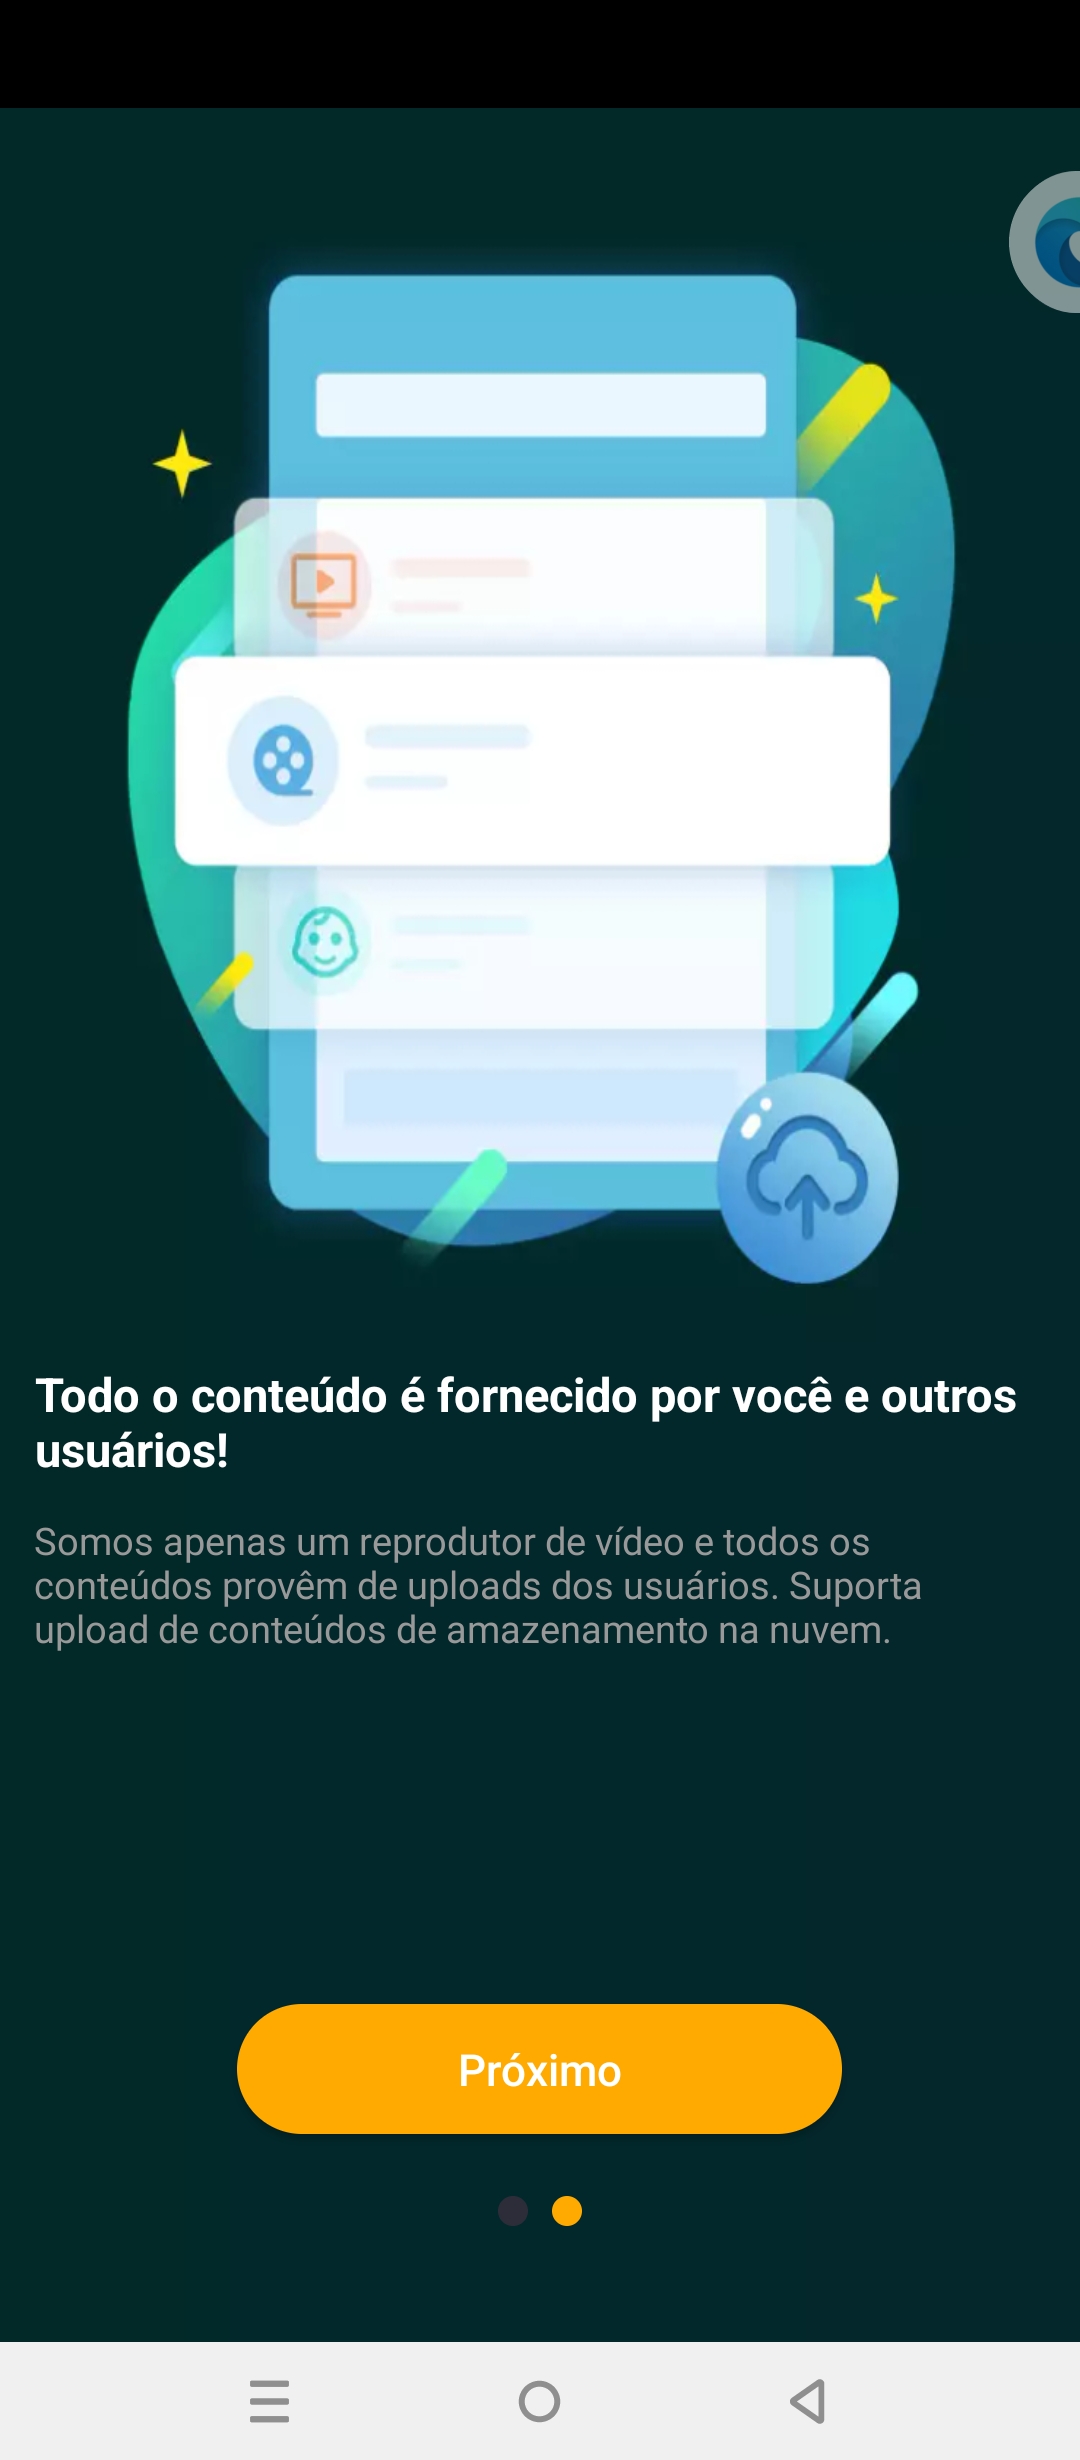 Todo o conteúdo é fornecido por você e outros
usuários!
Somos apenas um reprodutor de vídeo e todos os
conteúdos provêm de uploads dos usuários. Suporta
upload de conteúdos de amazenamento na nuvem.
Próximo